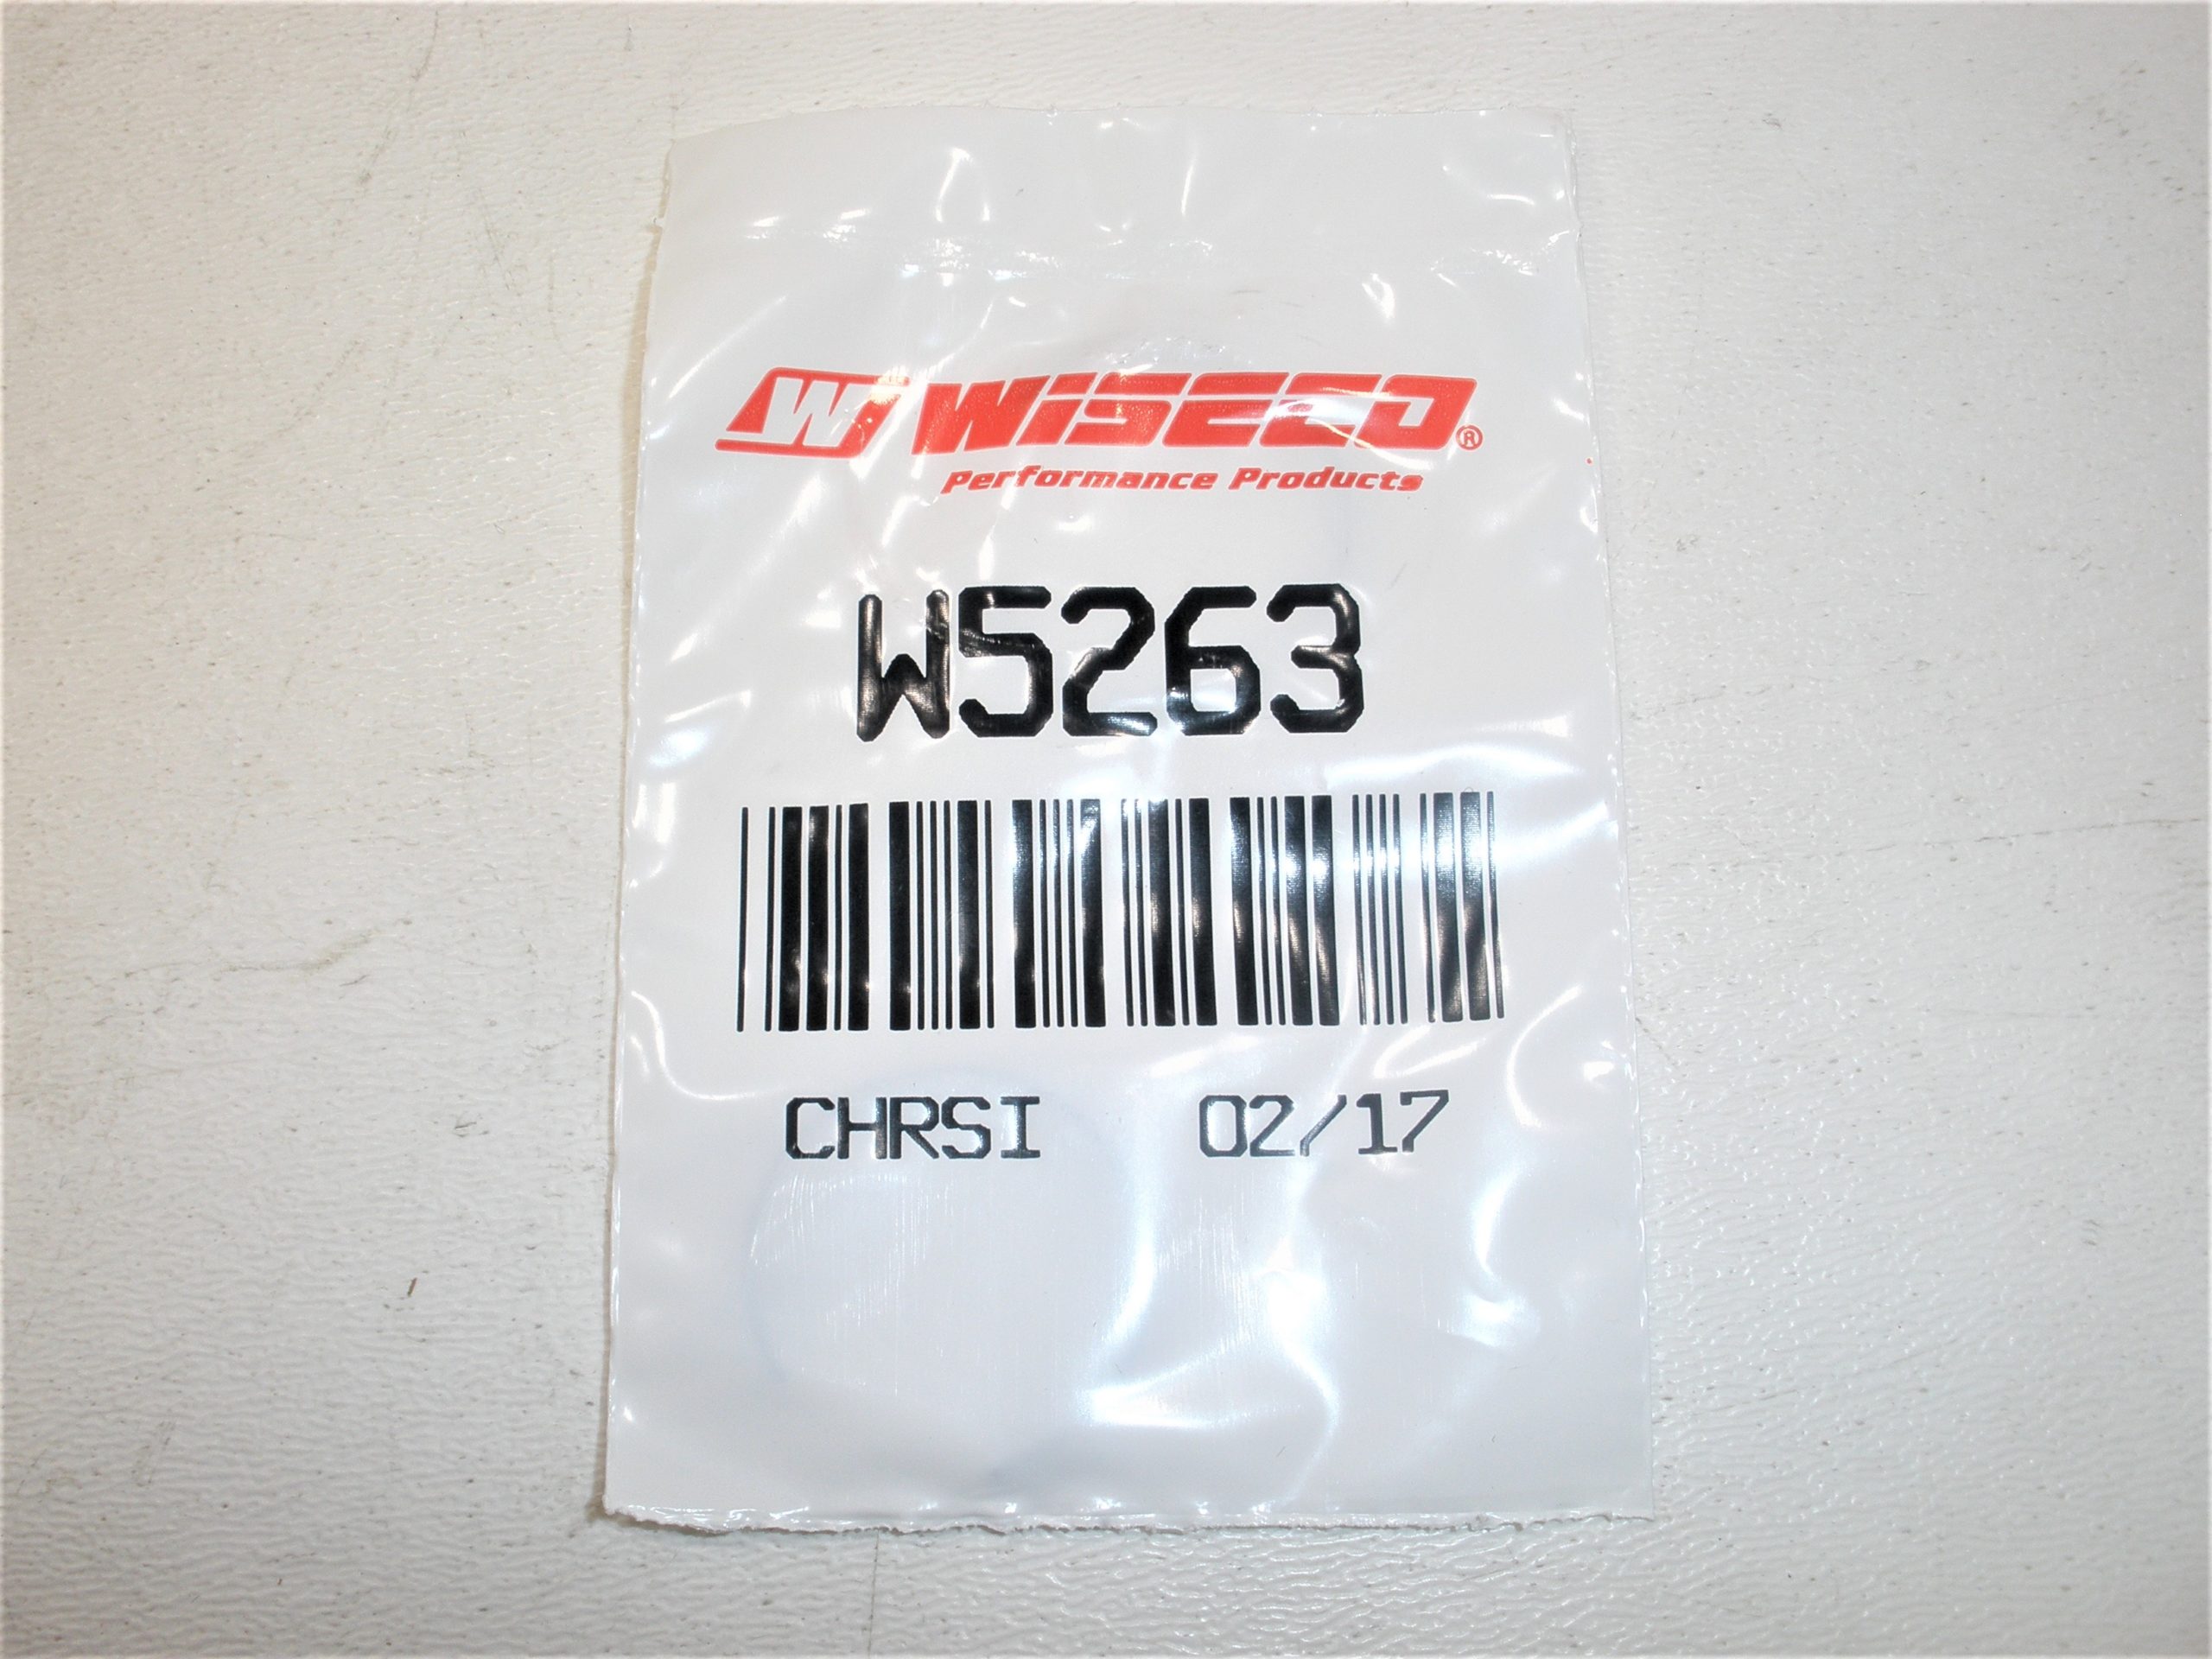 W WISECO®
Performance Products
W5263
CHRSI 02/17